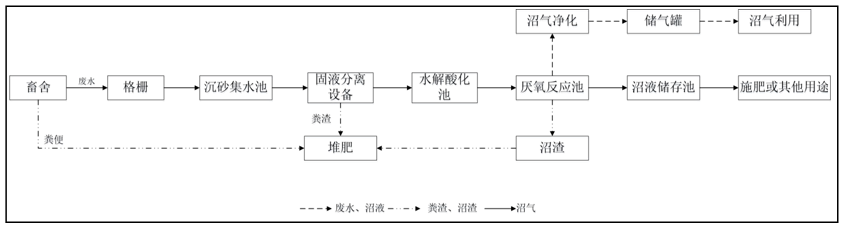 沼气净化
储气罐
沼气利用
畜舍
废水
格栅
沉砂集水池
固液分离
设备
水解酸化
池
厌氧反应池
沼液储存池
施肥或其他用途
粪渣
粪便
堆肥
沼渣
废水、沼液
粪渣、沼渣
沼气